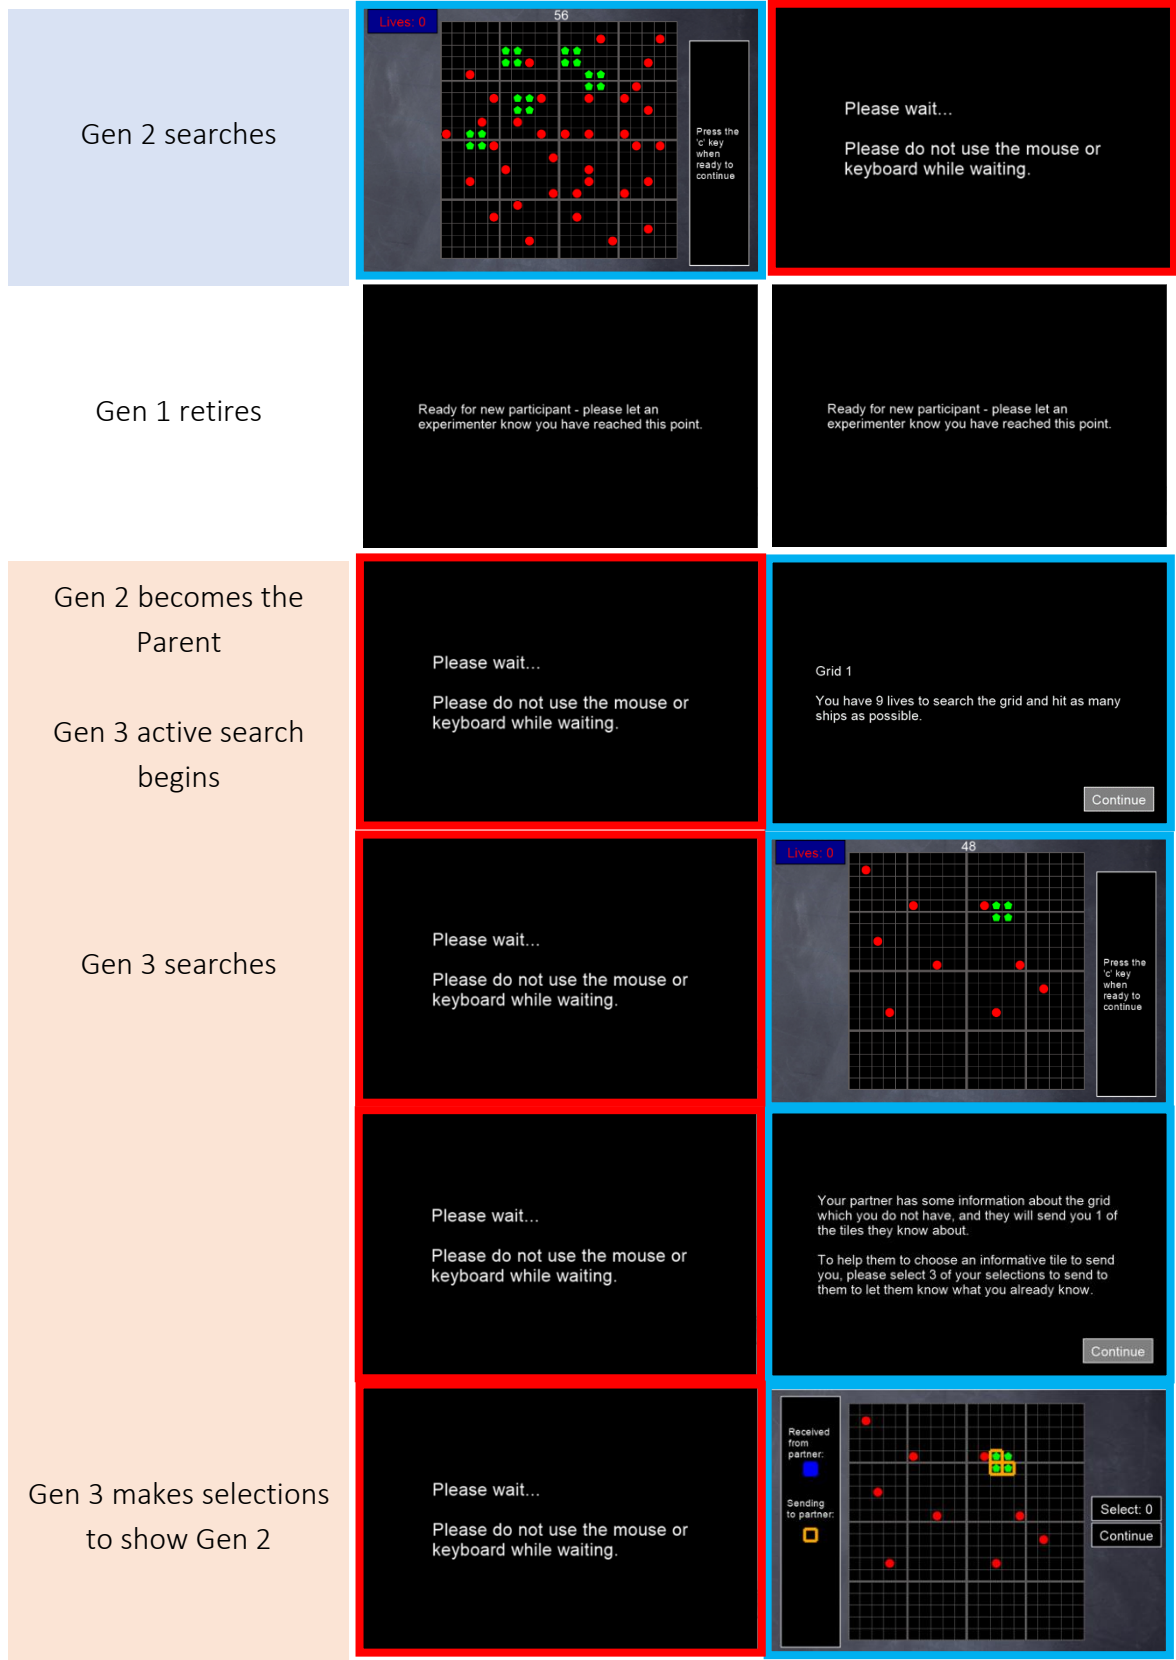 Gen 2 searches
Lives: 0
56
Press the
'c' key
when
ready to
continue
Please wait...
Please do not use the mouse or
keyboard while waiting.
Gen 1 retires
Ready for new participant - please let an
experimenter know you have reached this point.
Ready for new participant - please let an
experimenter know you have reached this point.
Gen 2 becomes the
Parent
Gen 3 active search
begins
Please wait...
Please do not use the mouse or
keyboard while waiting.
Grid 1
You have 9 lives to search the grid and hit as many
ships as possible.
Continue
Gen 3 searches
Please wait...
Please do not use the mouse or
keyboard while waiting.
Lives: 0
48
Press the
'c' key
when
ready to
continue
Please wait...
Please do not use the mouse or
keyboard while waiting.
Your partner has some information about the grid
which you do not have, and they will send you 1 of
the tiles they know about.
To help them to choose an informative tile to send
you, please select 3 of your selections to send to
them to let them know what you already know.
Continue
Gen 3 makes selections
to show Gen 2
Please wait...
Please do not use the mouse or
keyboard while waiting.
Received
from
partner:
Sending
to partner:
Select: 0
Continue